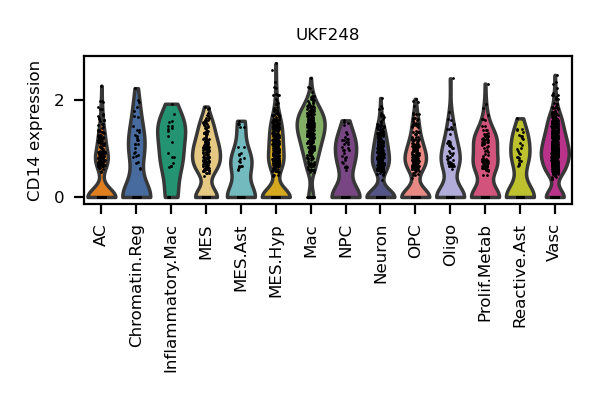 UKF248
CD14 expression
2
0
AC
Chromatin.Reg
Inflammatory.Mac
MES
MES.Ast
MES.Hyp
Mac
NPC
Neuron
OPC
Oligo
Prolif.Metab
Reactive.Ast
Vasc